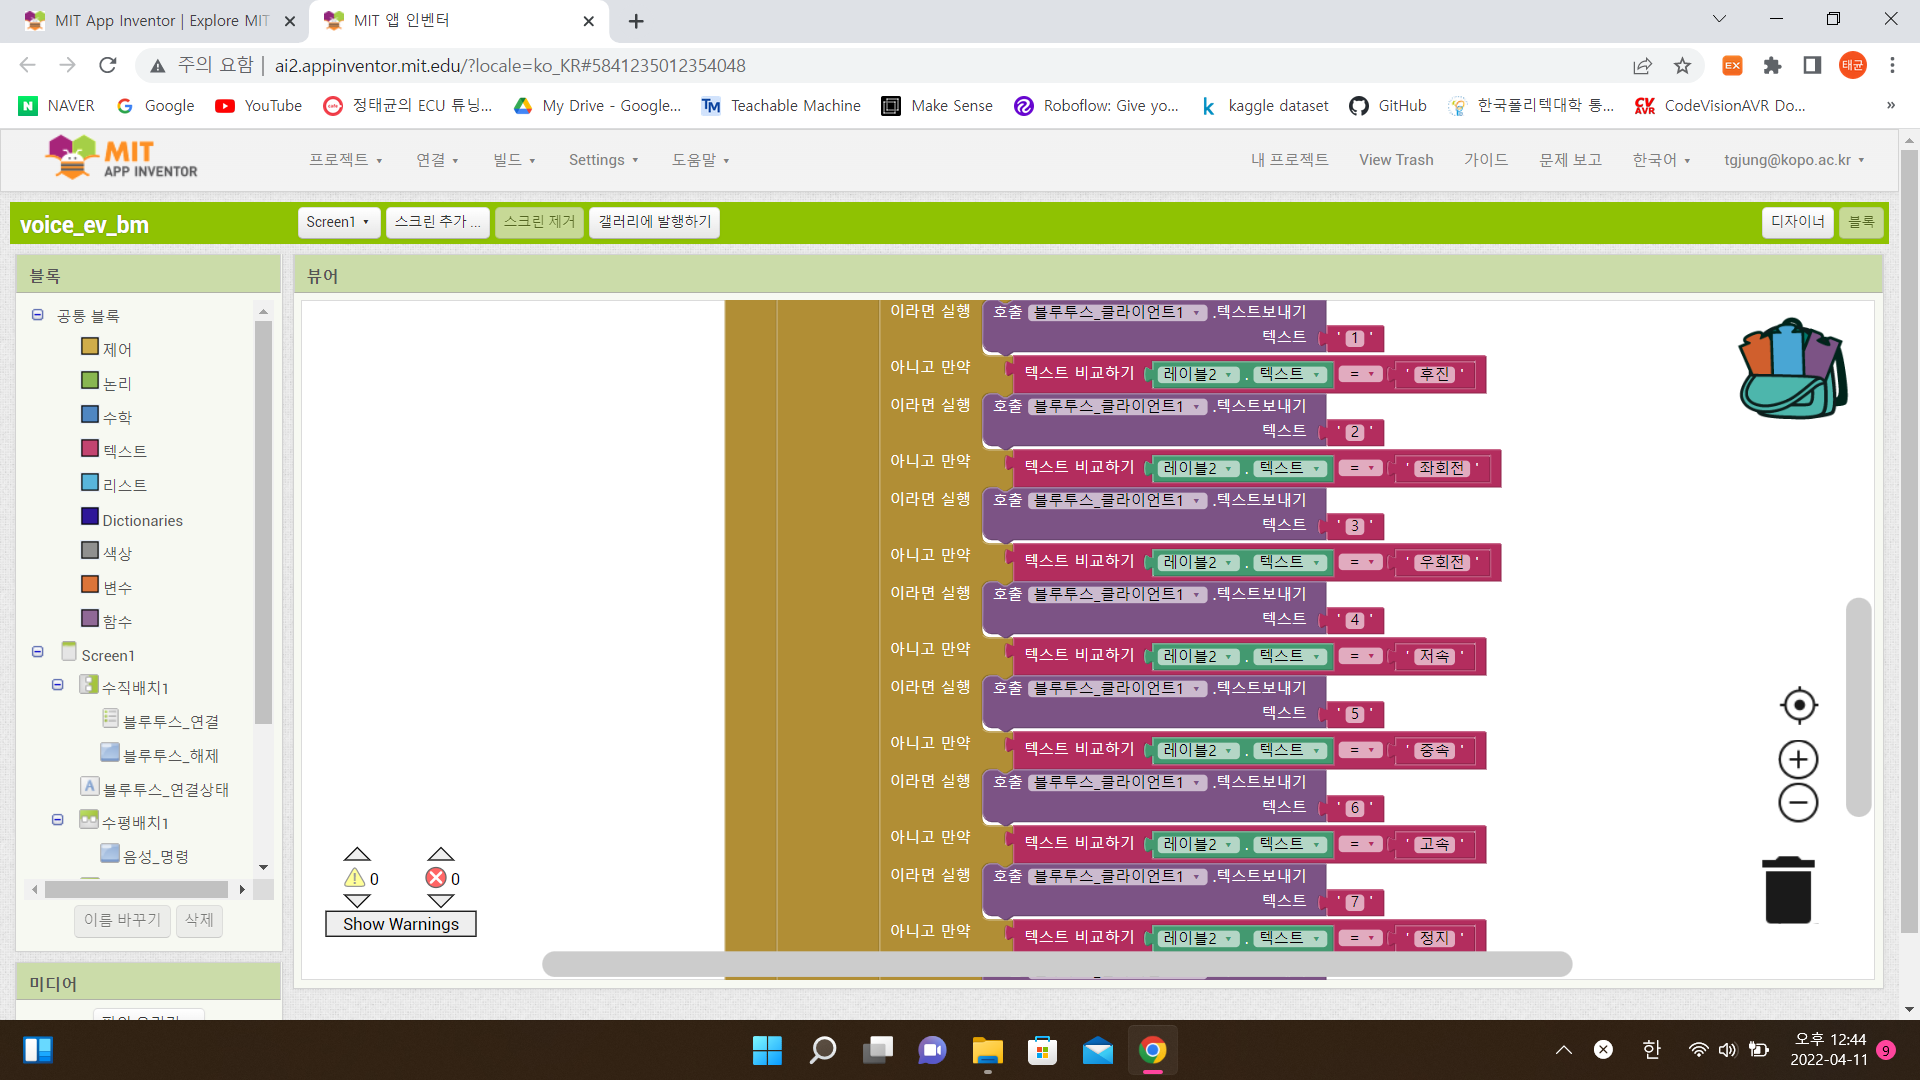 MIT App Inventor | Explore MIT
MIT 앱 인벤터
주의 요함 | ai2.appinventor.mit.edu/?locale=ko_KR#5841235012354048
EX
태균
NAVER
Google
YouTube
정태균의 ECU 튜닝...
My Drive - Google...
Teachable Machine
Make Sense
Roboflow: Give yo...
kaggle dataset
GitHub
한국폴리텍대학 통...
CodeVisionAVR Do...
MIT
APP INVENTOR
프로젝트
연결
빌드
Settings
도움말
내 프로젝트
View Trash
가이드
문제 보고
한국어
tgjung@kopo.ac.kr
voice_ev_bm
Screen1
스크린 추가 ...
스크린 제거
갤러리에 발행하기
디자이너
블록
블록
뷰어
공통 블록
제어
논리
수학
텍스트
리스트
Dictionaries
색상
변수
함수
Screen1
수직배치1
블루투스_연결
블루투스_해제
블루투스_연결상태
수평배치1
음성_명령
이름 바꾸기
삭제
미디어
이라면 실행 호출 블루투스_클라이언트1 .텍스트보내기
텍스트 ' 1 '
아니고 만약 텍스트 비교하기 레이블2 . 텍스트 = ' 후진 '
이라면 실행 호출 블루투스_클라이언트1 .텍스트보내기
텍스트 ' 2 '
아니고 만약 텍스트 비교하기 레이블2 . 텍스트 = ' 좌회전 '
이라면 실행 호출 블루투스_클라이언트1 .텍스트보내기
텍스트 ' 3 '
아니고 만약 텍스트 비교하기 레이블2 . 텍스트 = ' 우회전 '
이라면 실행 호출 블루투스_클라이언트1 .텍스트보내기
텍스트 ' 4 '
아니고 만약 텍스트 비교하기 레이블2 . 텍스트 = ' 저속 '
이라면 실행 호출 블루투스_클라이언트1 .텍스트보내기
텍스트 ' 5 '
아니고 만약 텍스트 비교하기 레이블2 . 텍스트 = ' 중속 '
이라면 실행 호출 블루투스_클라이언트1 .텍스트보내기
텍스트 ' 6 '
아니고 만약 텍스트 비교하기 레이블2 . 텍스트 = ' 고속 '
이라면 실행 호출 블루투스_클라이언트1 .텍스트보내기
텍스트 ' 7 '
아니고 만약 텍스트 비교하기 레이블2 . 텍스트 = ' 정지 '
0
0
Show Warnings
한
오후 12:44
2022-04-11
9